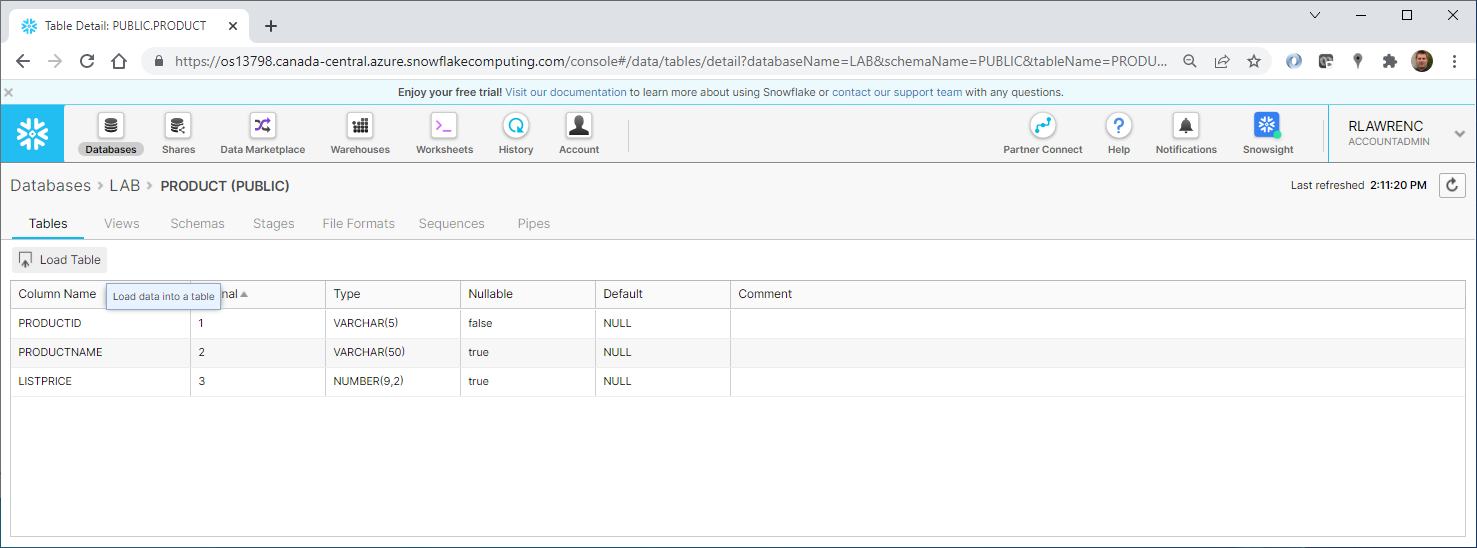 Table Detail: PUBLIC.PRODUCT
https://os13798.canada-central.azure.snowflakecomputing.com/console#/data/tables/detail?databaseName=LAB&schemaName=PUBLIC&tableName=PRODU...
Enjoy your free trial! Visit our documentation to learn more about using Snowflake or contact our support team with any questions.
Databases Shares Data Marketplace Warehouses Worksheets History Account Partner Connect Help Notifications Snowsight
RLAWRENC
ACCOUNTADMIN
Databases > LAB > PRODUCT (PUBLIC) Last refreshed 2:11:20 PM
Tables Views Schemas Stages File Formats Sequences Pipes
Load Table
Column Name nal Type Nullable Default Comment
Load data into a table
PRODUCTID 1 VARCHAR(5) false NULL
PRODUCTNAME 2 VARCHAR(50) true NULL
LISTPRICE 3 NUMBER(9,2) true NULL